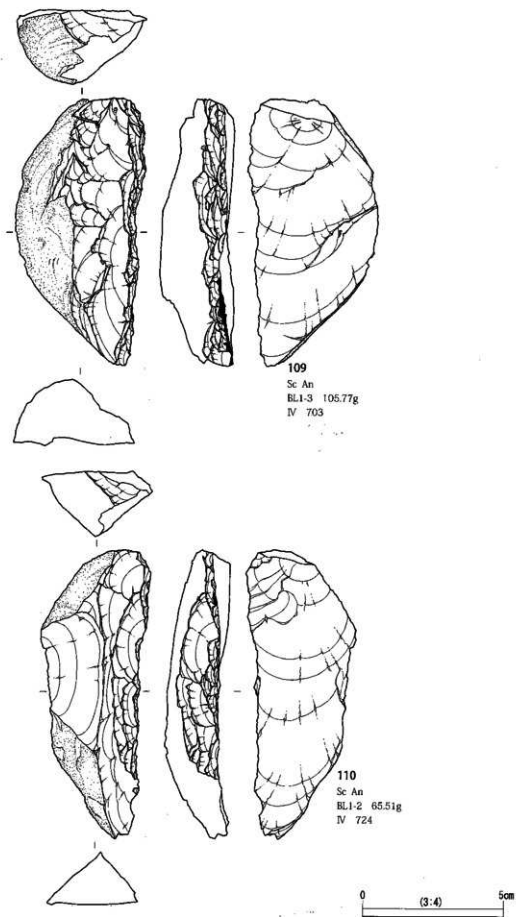 109
Sc An
BL1-3 105.77g
IV 703
110
Sc An
BL1-2 65.51g
IV 724
0 (3:4) 5cm